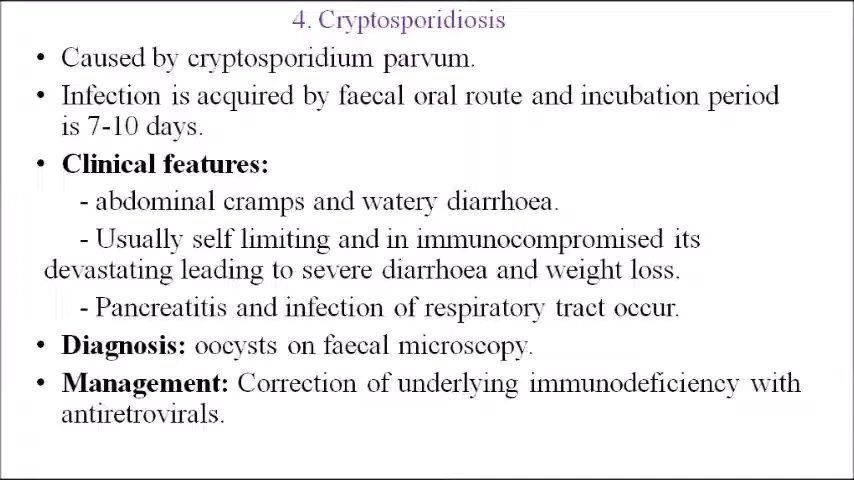 4. Cryptosporidiosis
• Caused by cryptosporidium parvum.
• Infection is acquired by faecal oral route and incubation period
is 7-10 days.
• Clinical features:
- abdominal cramps and watery diarrhoea.
- Usually self limiting and in immunocompromised its
devastating leading to severe diarrhoea and weight loss.
- Pancreatitis and infection of respiratory tract occur.
• Diagnosis: oocysts on faecal microscopy.
• Management: Correction of underlying immunodeficiency with
antiretrovirals.